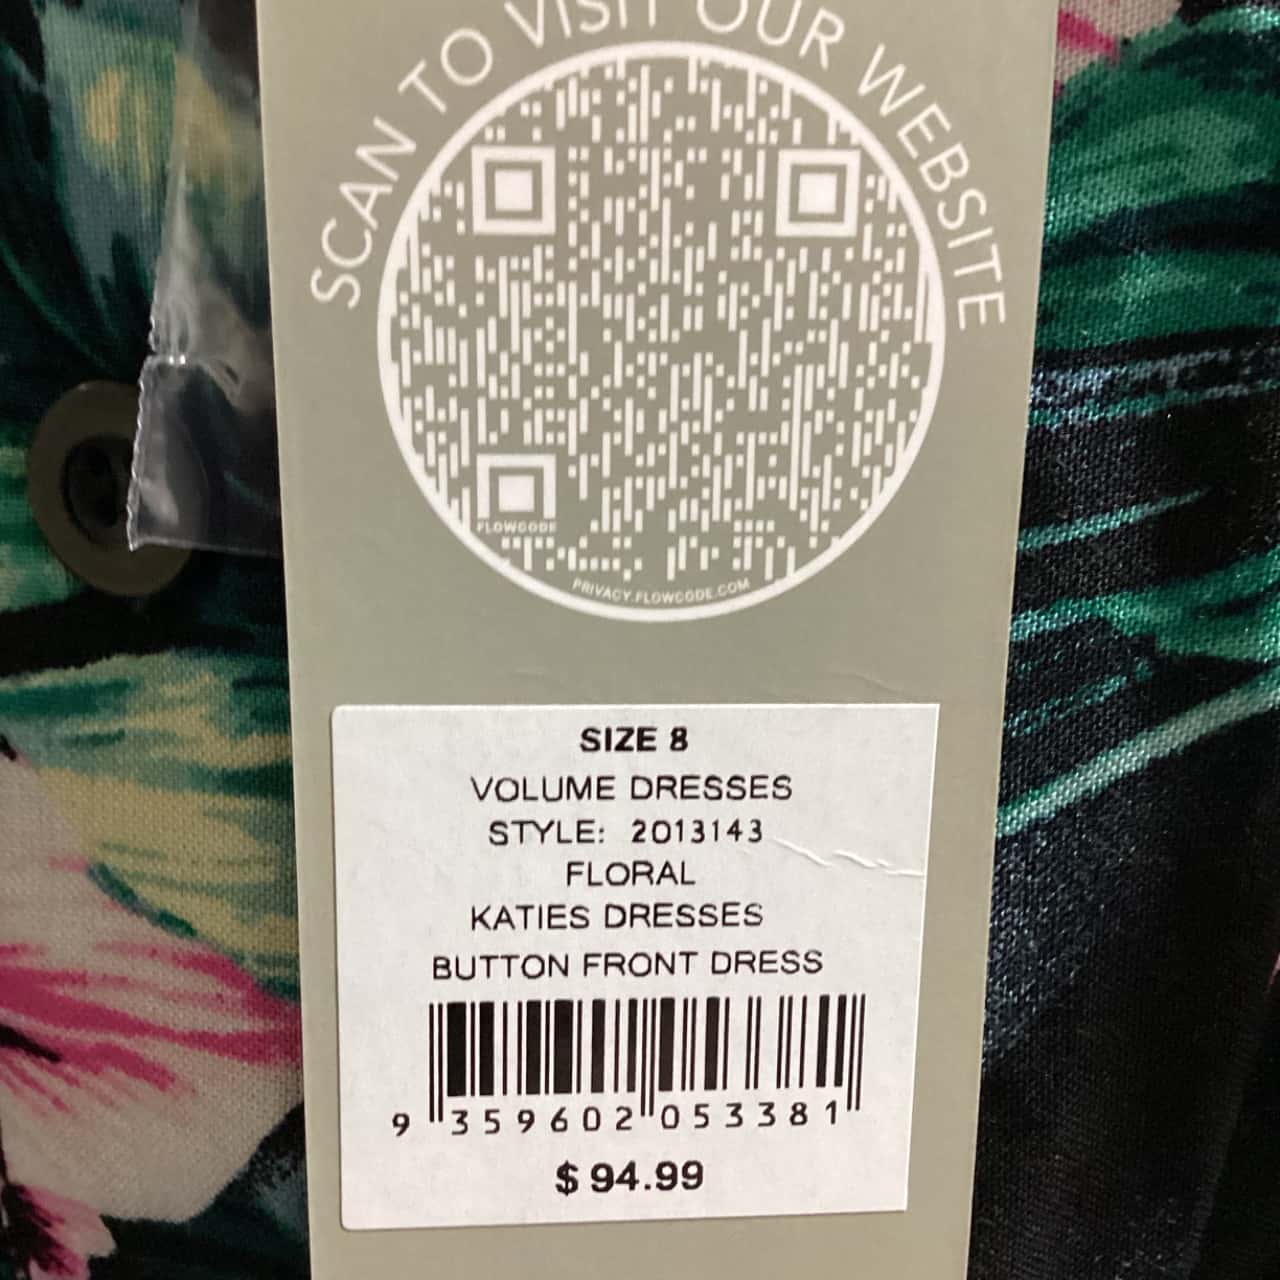 SCAN TO VISIT OUR WEBSITE
FLOWCODE
PRIVACY.FLOWCODE.COM
SIZE 8
VOLUME DRESSES
STYLE: 2013143
FLORAL
KATIES DRESSES
BUTTON FRONT DRESS
9 359602 053381
$94.99